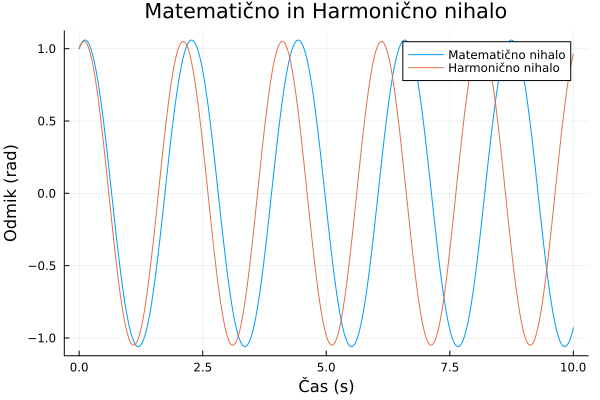 Matematično in Harmonično nihalo
Matematično nihalo
Harmonično nihalo
Odmik (rad)
1.0
0.5
0.0
−0.5
−1.0
0.0 2.5 5.0 7.5 10.0
Čas (s)